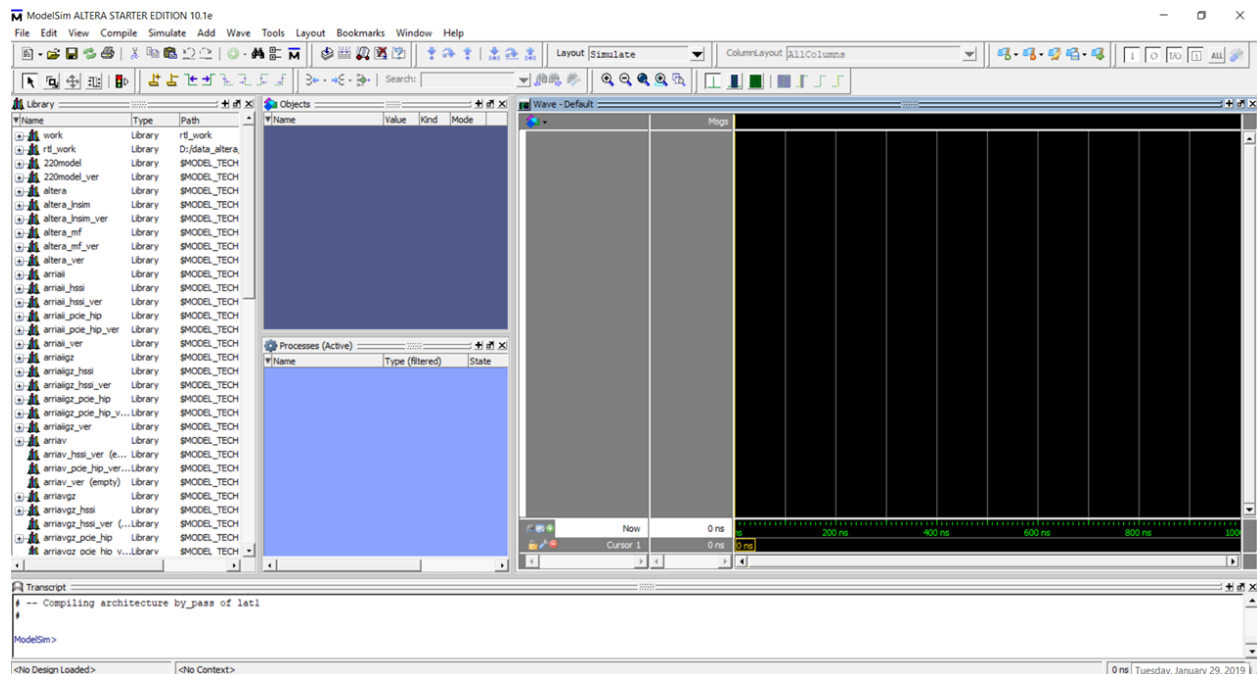 ModelSim ALTERA STARTER EDITION 10.1e
File Edit View Compile Simulate Add Wave Tools Layout Bookmarks Window Help
Layout Simulate ColumnLayout AllColumns
ALL
Search:
Library
Name Type Path
work Library rtl_work
rtl_work Library D:/data_altera,
220model Library $MODEL_TECH
220model_ver Library $MODEL_TECH
altera Library $MODEL_TECH
altera_lnsim Library $MODEL_TECH
altera_lnsim_ver Library $MODEL_TECH
altera_mf Library $MODEL_TECH
altera_mf_ver Library $MODEL_TECH
altera_ver Library $MODEL_TECH
arriaii Library $MODEL_TECH
arriaii_hssi Library $MODEL_TECH
arriaii_hssi_ver Library $MODEL_TECH
arriaii_pcie_hip Library $MODEL_TECH
arriaii_pcie_hip_ver Library $MODEL_TECH
arriaii_ver Library $MODEL_TECH
arriaiigz Library $MODEL_TECH
arriaiigz_hssi Library $MODEL_TECH
arriaiigz_hssi_ver Library $MODEL_TECH
arriaiigz_pcie_hip Library $MODEL_TECH
arriaiigz_pcie_hip_v... Library $MODEL_TECH
arriaiigz_ver Library $MODEL_TECH
arriav Library $MODEL_TECH
arriav_hssi_ver (e... Library $MODEL_TECH
arriav_pcie_hip_ver... Library $MODEL_TECH
arriav_ver (empty) Library $MODEL_TECH
arriavgz Library $MODEL_TECH
arriavgz_hssi Library $MODEL_TECH
arriavgz_hssi_ver (... Library $MODEL_TECH
arriavgz_pcie_hip Library $MODEL_TECH
arriavgz_pcie_hip_v... Library $MODEL_TECH
Objects
Name Value Kind Mode
Processes (Active)
Name Type (filtered) State
Wave - Default
Msgs
Now 0 ns
Cursor 1 0 ns
ns 200 ns 400 ns 600 ns 800 ns 100
0 ns
Transcript
# -- Compiling architecture by_pass of lat1
#
ModelSim>
<No Design Loaded> <No Context> 0 ns Tuesday, January 29, 2019